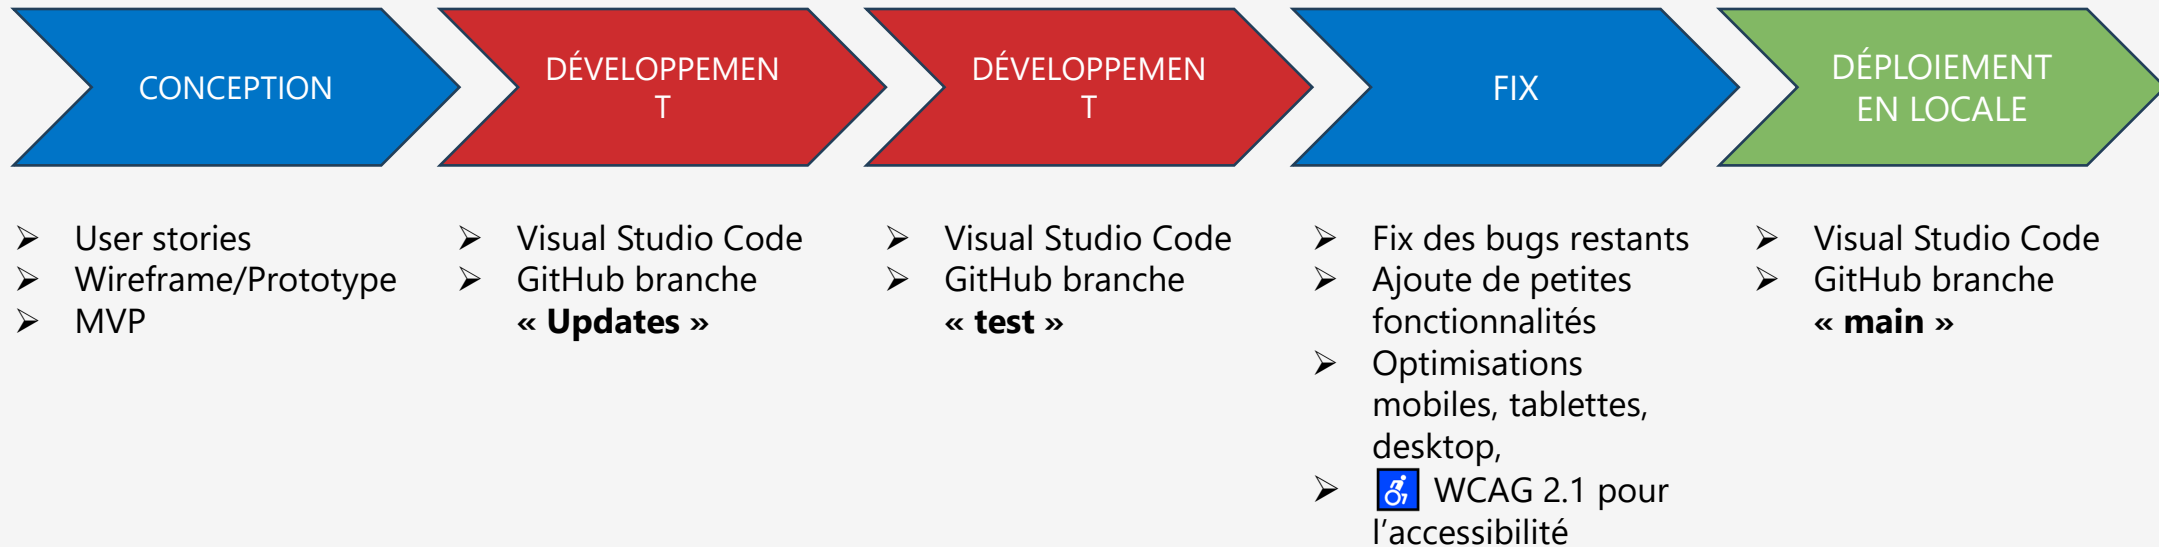 CONCEPTION
DÉVELOPPEMEN
T
DÉVELOPPEMEN
T
FIX
DÉPLOIEMENT
EN LOCALE
➢ User stories
➢ Wireframe/Prototype
➢ MVP
➢ Visual Studio Code
➢ GitHub branche
« Updates »
➢ Visual Studio Code
➢ GitHub branche
« test »
➢ Fix des bugs restants
➢ Ajoute de petites
fonctionnalités
➢ Optimisations
mobiles, tablettes,
desktop,
➢ WCAG 2.1 pour
l’accessibilité
➢ Visual Studio Code
➢ GitHub branche
« main »